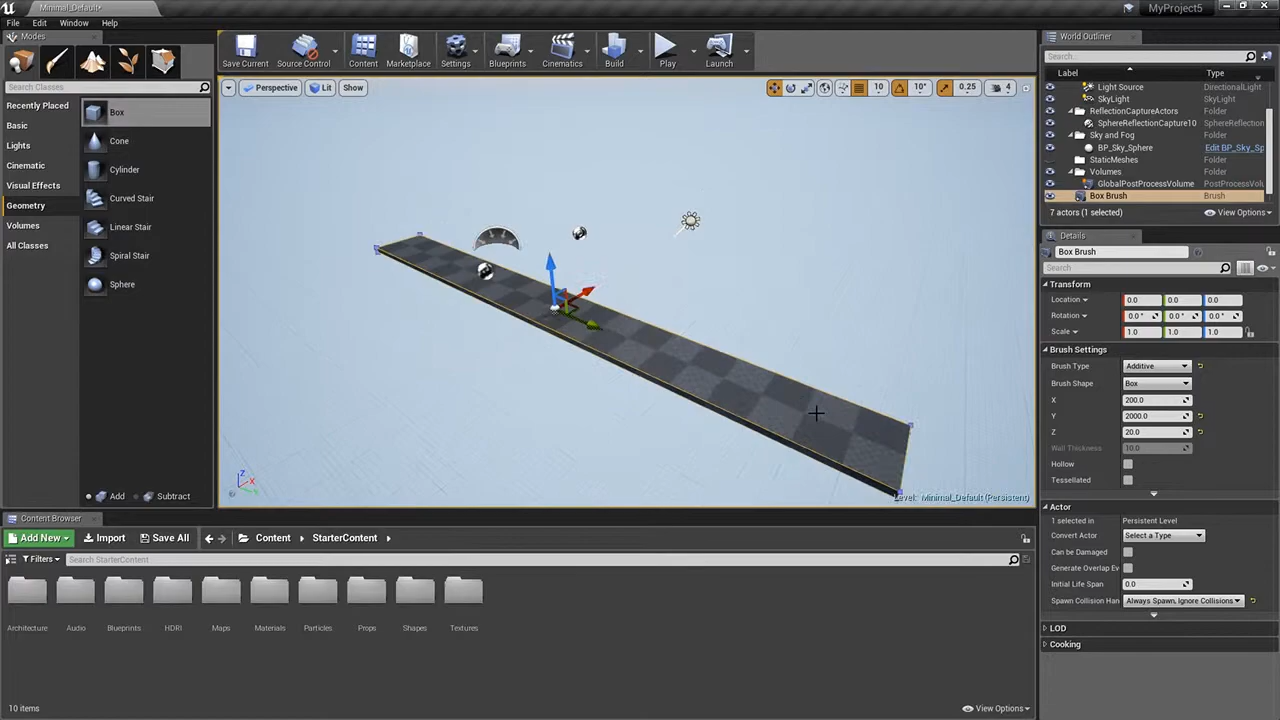 Minimal_Default*
MyProject5
File Edit Window Help
Modes
Search Classes
Recently Placed
Basic
Lights
Cinematic
Visual Effects
Geometry
Volumes
All Classes
Box
Cone
Cylinder
Curved Stair
Linear Stair
Spiral Stair
Sphere
Add Subtract
Save Current Source Control Content Marketplace Settings Blueprints Cinematics Build Play Launch
Perspective Lit Show 10 10° 0.25 4
Z
X
Y
Level: Minimal_Default (Persistent)
World Outliner
Search...
Label Type
Light Source DirectionalLight
SkyLight SkyLight
ReflectionCaptureActors Folder
SphereReflectionCapture10 SphereReflection
Sky and Fog Folder
BP_Sky_Sphere Edit BP_Sky_Sp
StaticMeshes Folder
Volumes Folder
GlobalPostProcessVolume PostProcessVolu
Box Brush Brush
7 actors (1 selected) View Options
Details
Box Brush
Search
Transform
Location 0.0 0.0 0.0
Rotation 0.0 ° 0.0 ° 0.0 °
Scale 1.0 1.0 1.0
Brush Settings
Brush Type Additive
Brush Shape Box
X 200.0
Y 2000.0
Z 20.0
Wall Thickness 10.0
Hollow
Tessellated
Actor
1 selected in Persistent Level
Convert Actor Select a Type
Can be Damaged
Generate Overlap Ev
Initial Life Span 0.0
Spawn Collision Han Always Spawn, Ignore Collisions
LOD
Cooking
Content Browser
Add New Import Save All Content StarterContent
Filters Search StarterContent
Architecture Audio Blueprints HDRI Maps Materials Particles Props Shapes Textures
10 items View Options